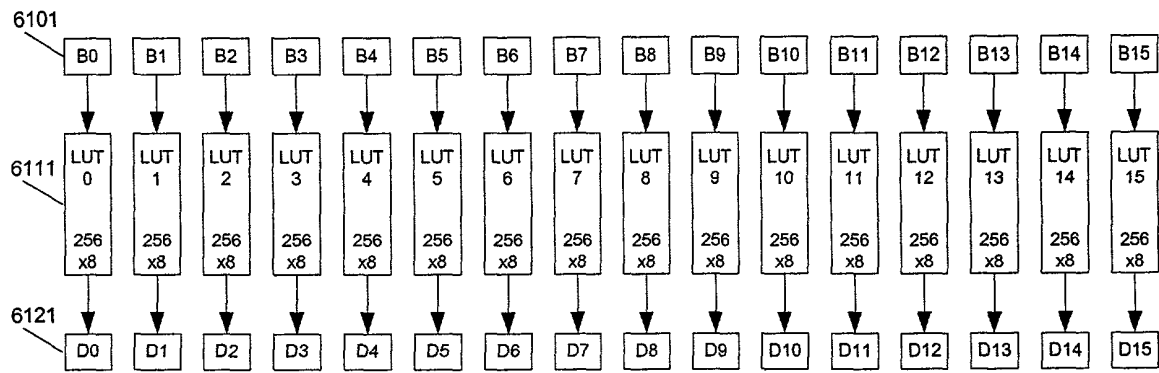 6101
B0 B1 B2 B3 B4 B5 B6 B7 B8 B9 B10 B11 B12 B13 B14 B15
6111
LUT LUT LUT LUT LUT LUT LUT LUT LUT LUT LUT LUT LUT LUT LUT LUT
0 1 2 3 4 5 6 7 8 9 10 11 12 13 14 15
256 256 256 256 256 256 256 256 256 256 256 256 256 256 256 256
x8 x8 x8 x8 x8 x8 x8 x8 x8 x8 x8 x8 x8 x8 x8 x8
6121
D0 D1 D2 D3 D4 D5 D6 D7 D8 D9 D10 D11 D12 D13 D14 D15